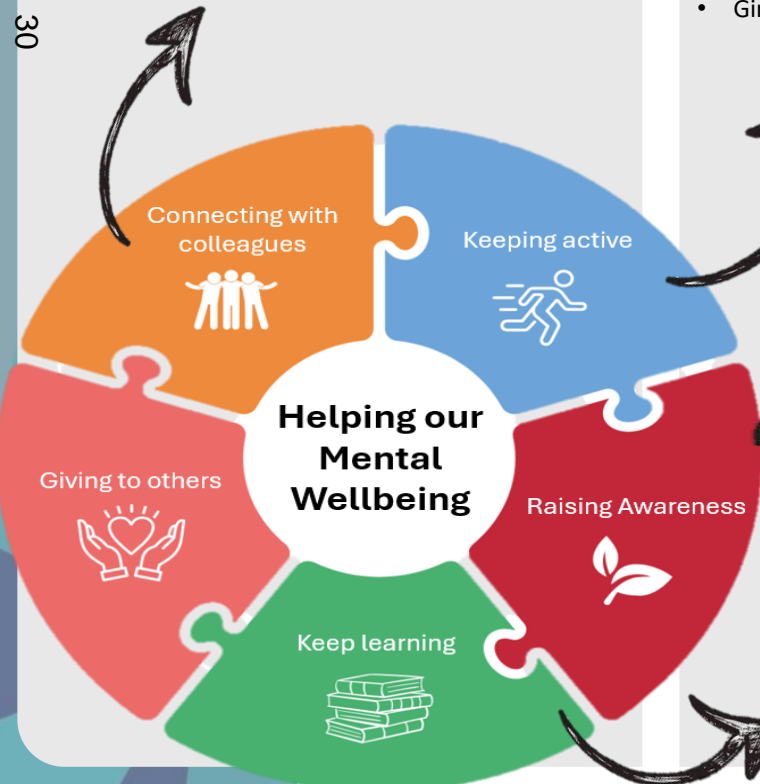 30
Connecting with
colleagues
Keeping active
Helping our
Mental
Wellbeing
Giving to others
Raising Awareness
Keep learning